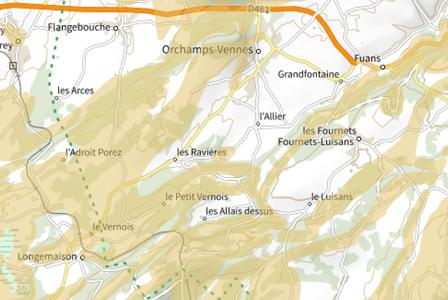 D461
Flangebouche
rey
Orchamps-Vennes
Fuans
Grandfontaine
les Arces
l'Allier
les Fournets
Fournets-Luisans
l'Adroit Porez
les Ravières
le Petit Vernois
le Luisans
les Allais dessus
le Vernois
Longemaison